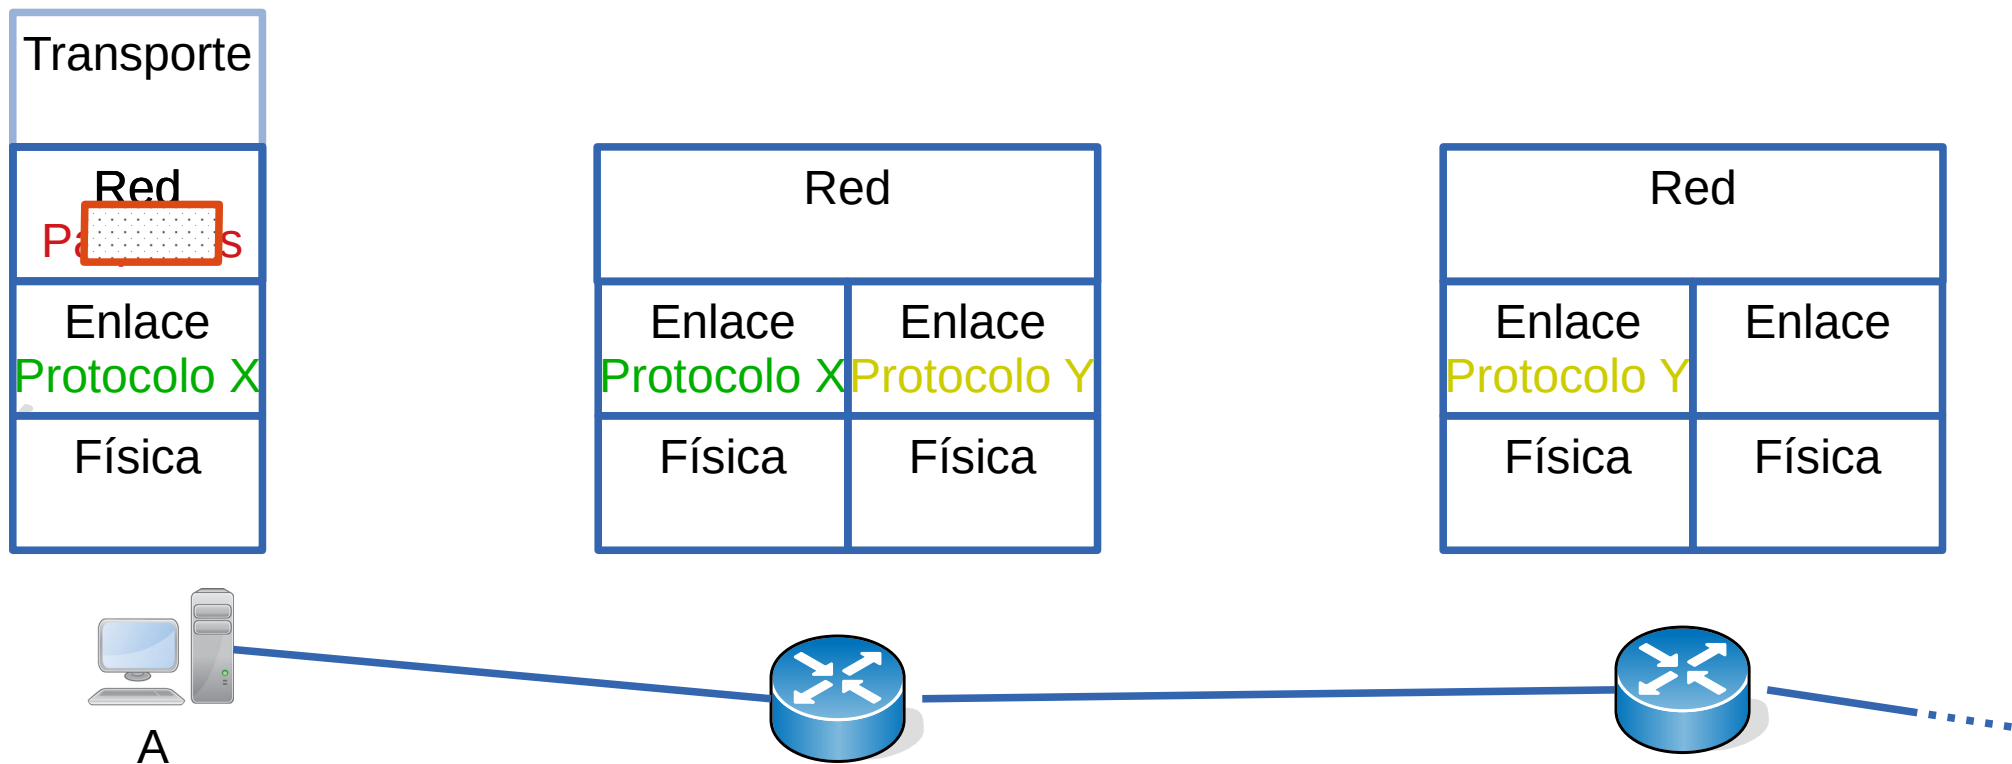 Transporte
Red
Enlace
Protocolo X
Física
Red
Enlace
Protocolo X
Enlace
Protocolo Y
Física
Física
Red
Enlace
Protocolo Y
Enlace
Física
Física
A